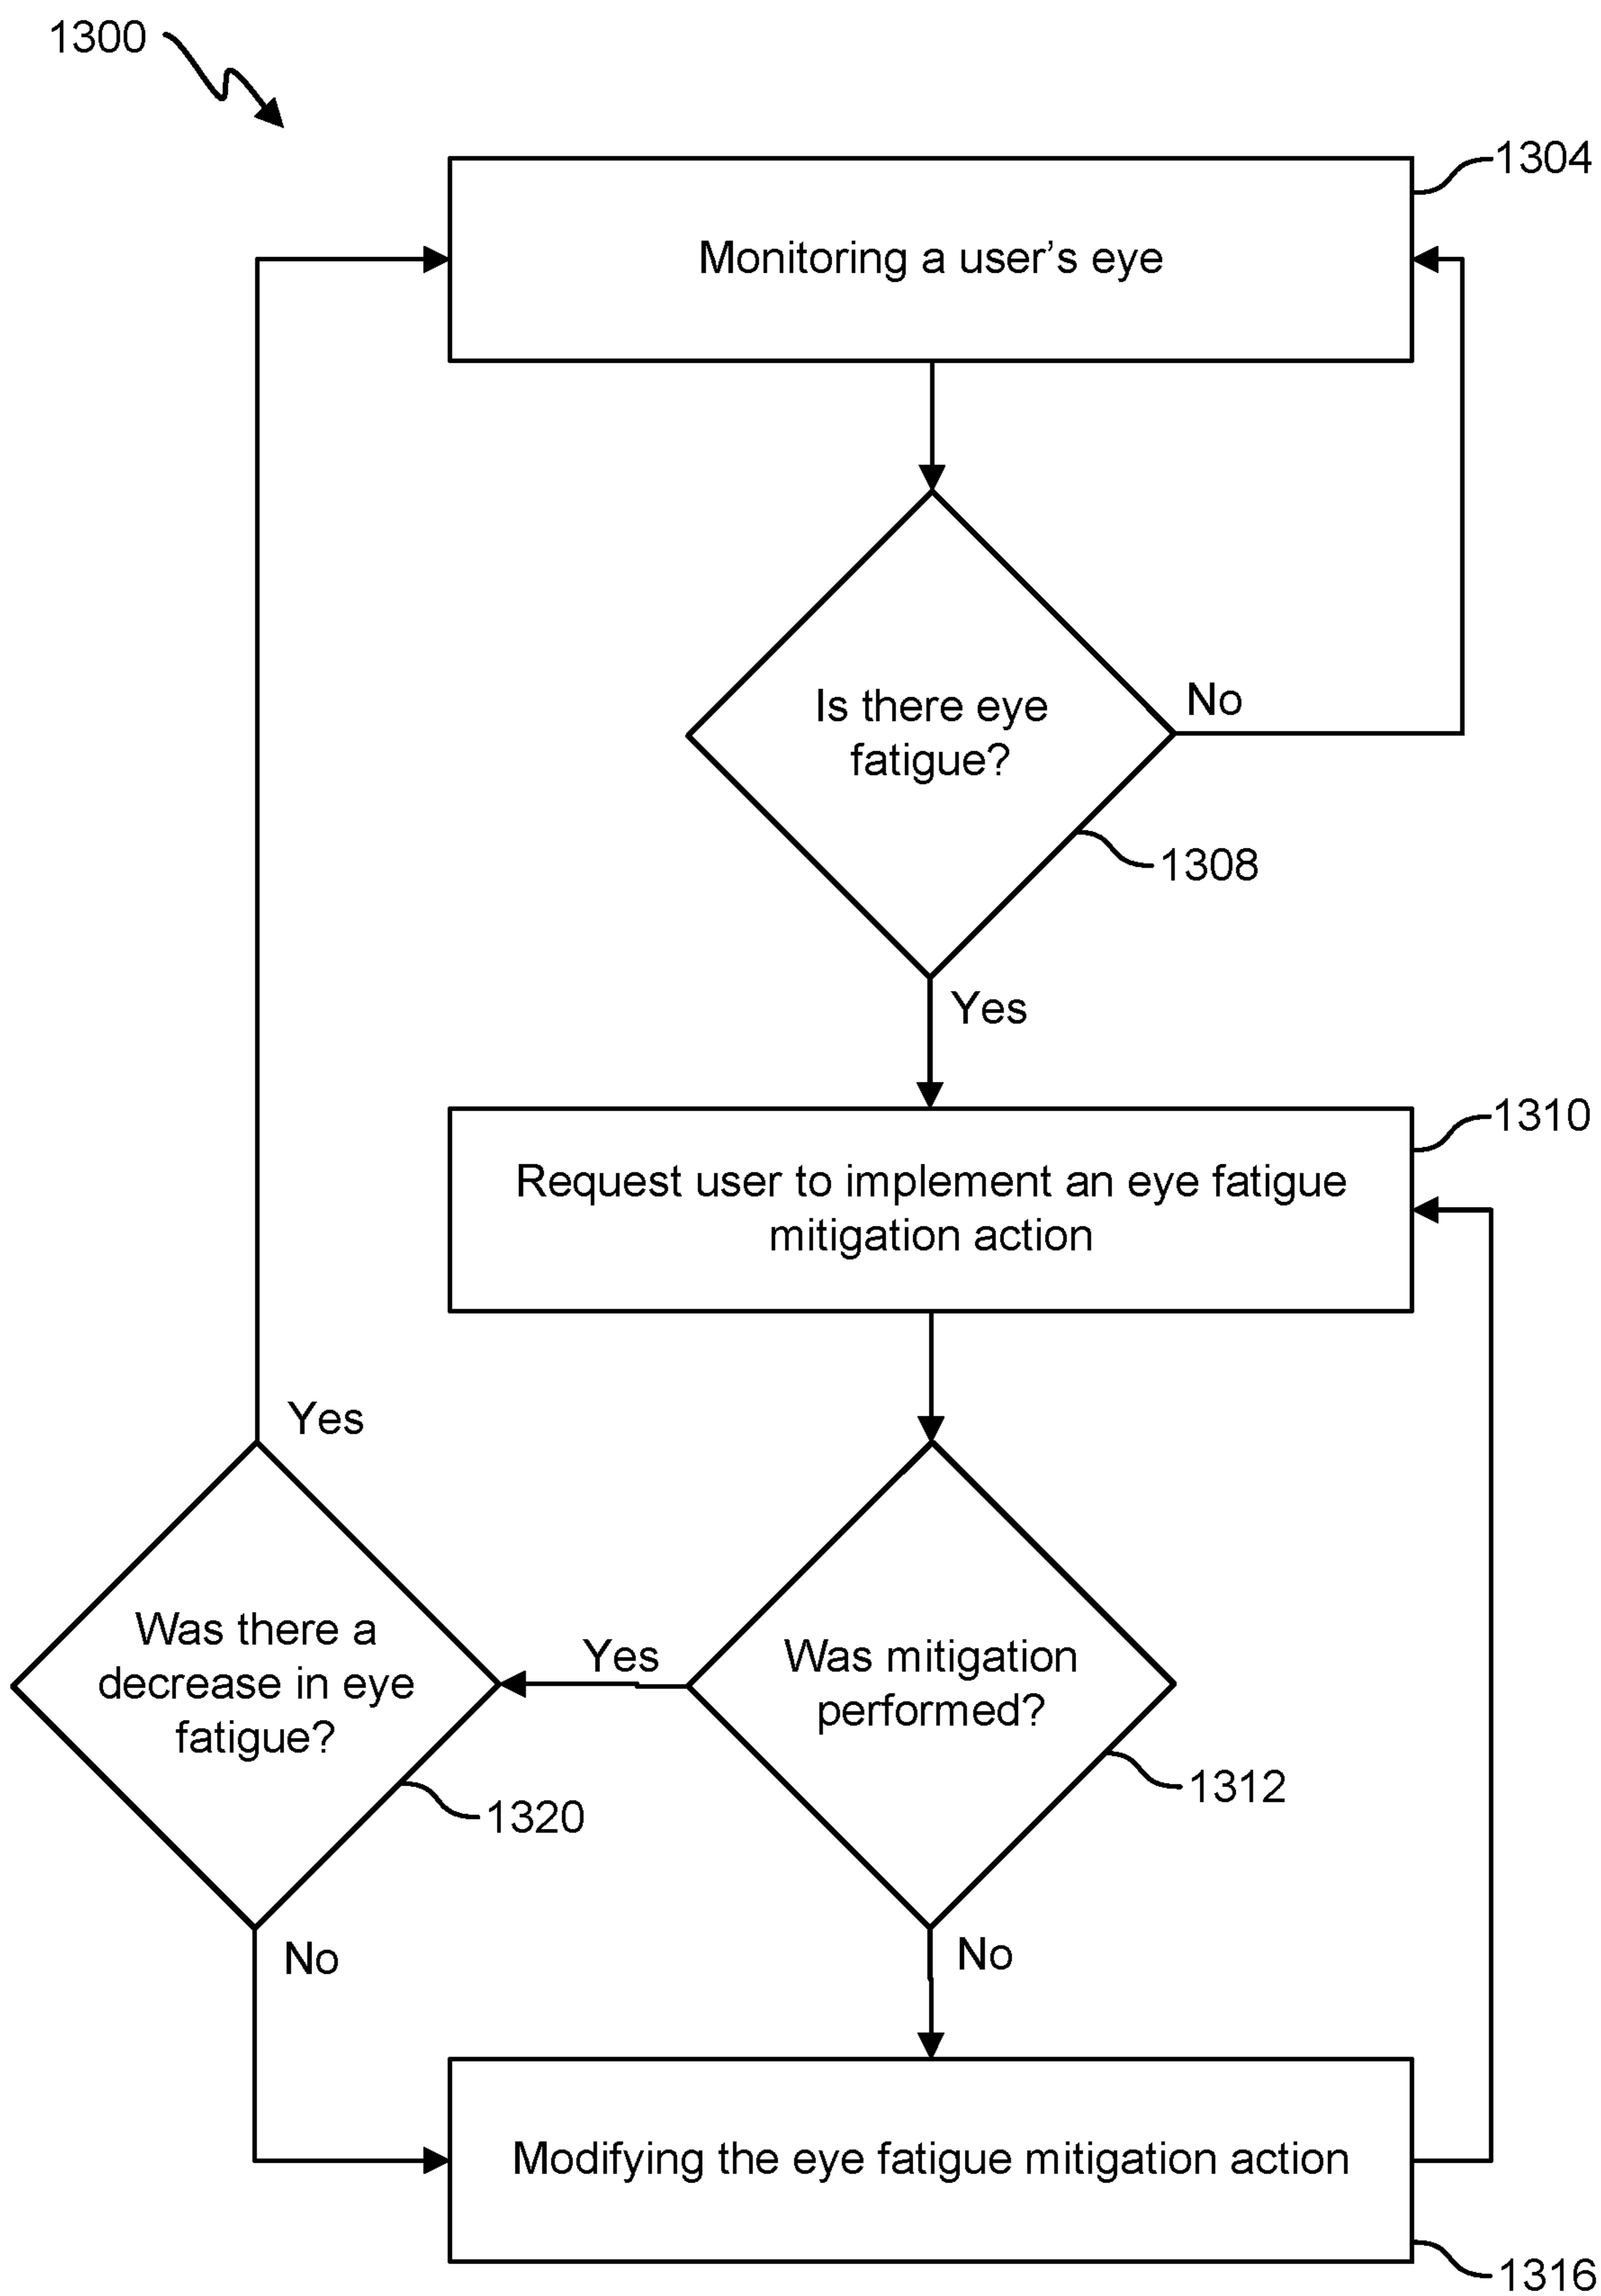 1300
1304
Monitoring a user’s eye
Is there eye
fatigue?
No
1308
Yes
1310
Request user to implement an eye fatigue
mitigation action
Yes
Was there a
decrease in eye
fatigue?
Yes
Was mitigation
performed?
1312
1320
No
No
Modifying the eye fatigue mitigation action
1316